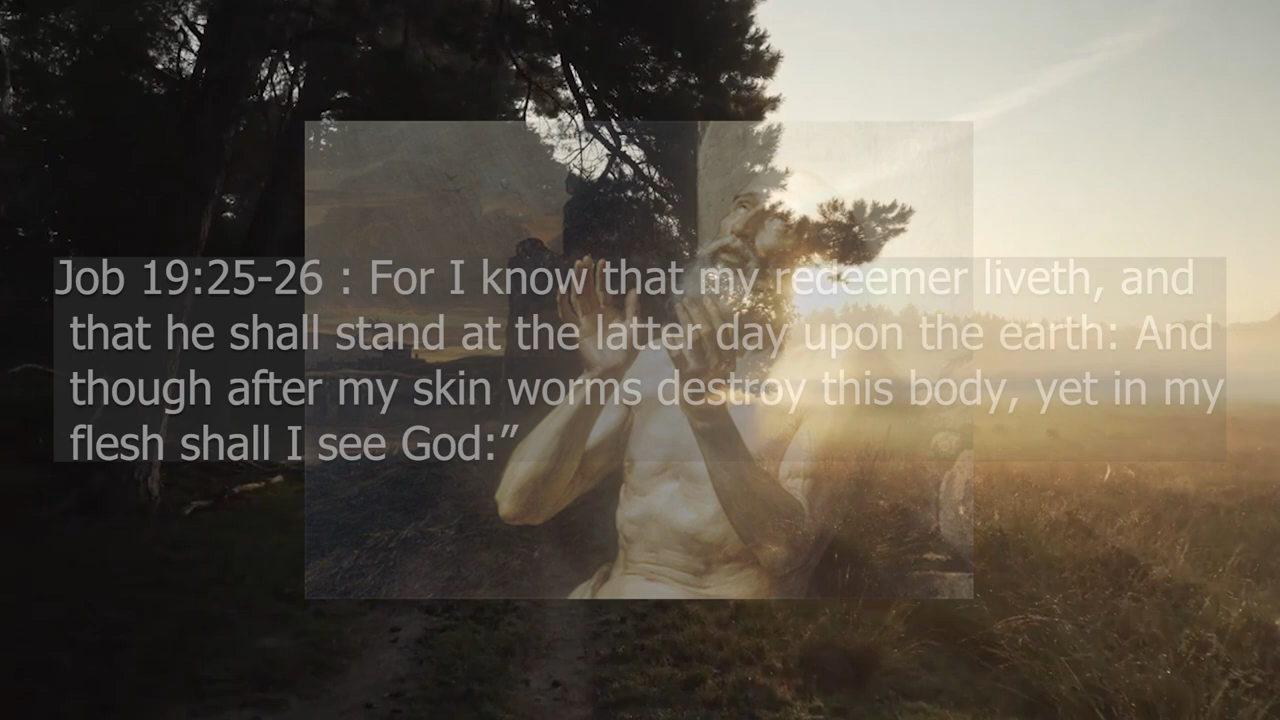 Job 19:25-26 : For I know that my redeemer liveth, and
that he shall stand at the latter day upon the earth: And
though after my skin worms destroy this body, yet in my
flesh shall I see God:”